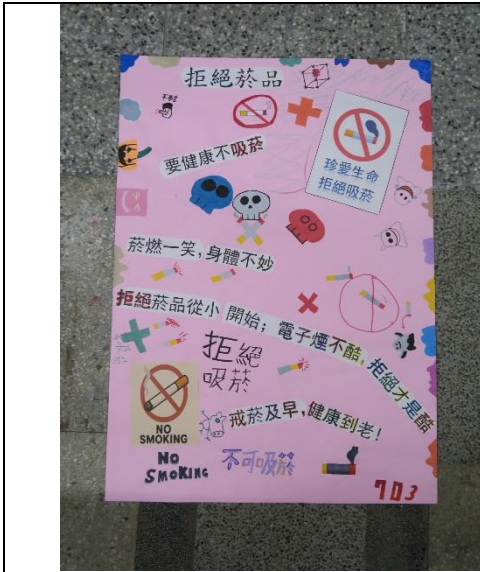 拒絕菸品
要健康不吸菸
珍愛生命
拒絕吸菸
菸燃一笑,身體不妙
拒絕菸品從小開始;電子煙不酷,拒絕才是酷
拒絕
吸菸
戒菸及早,健康到老!
NO
SMOKING
NO
SMOKING
不可吸菸
703